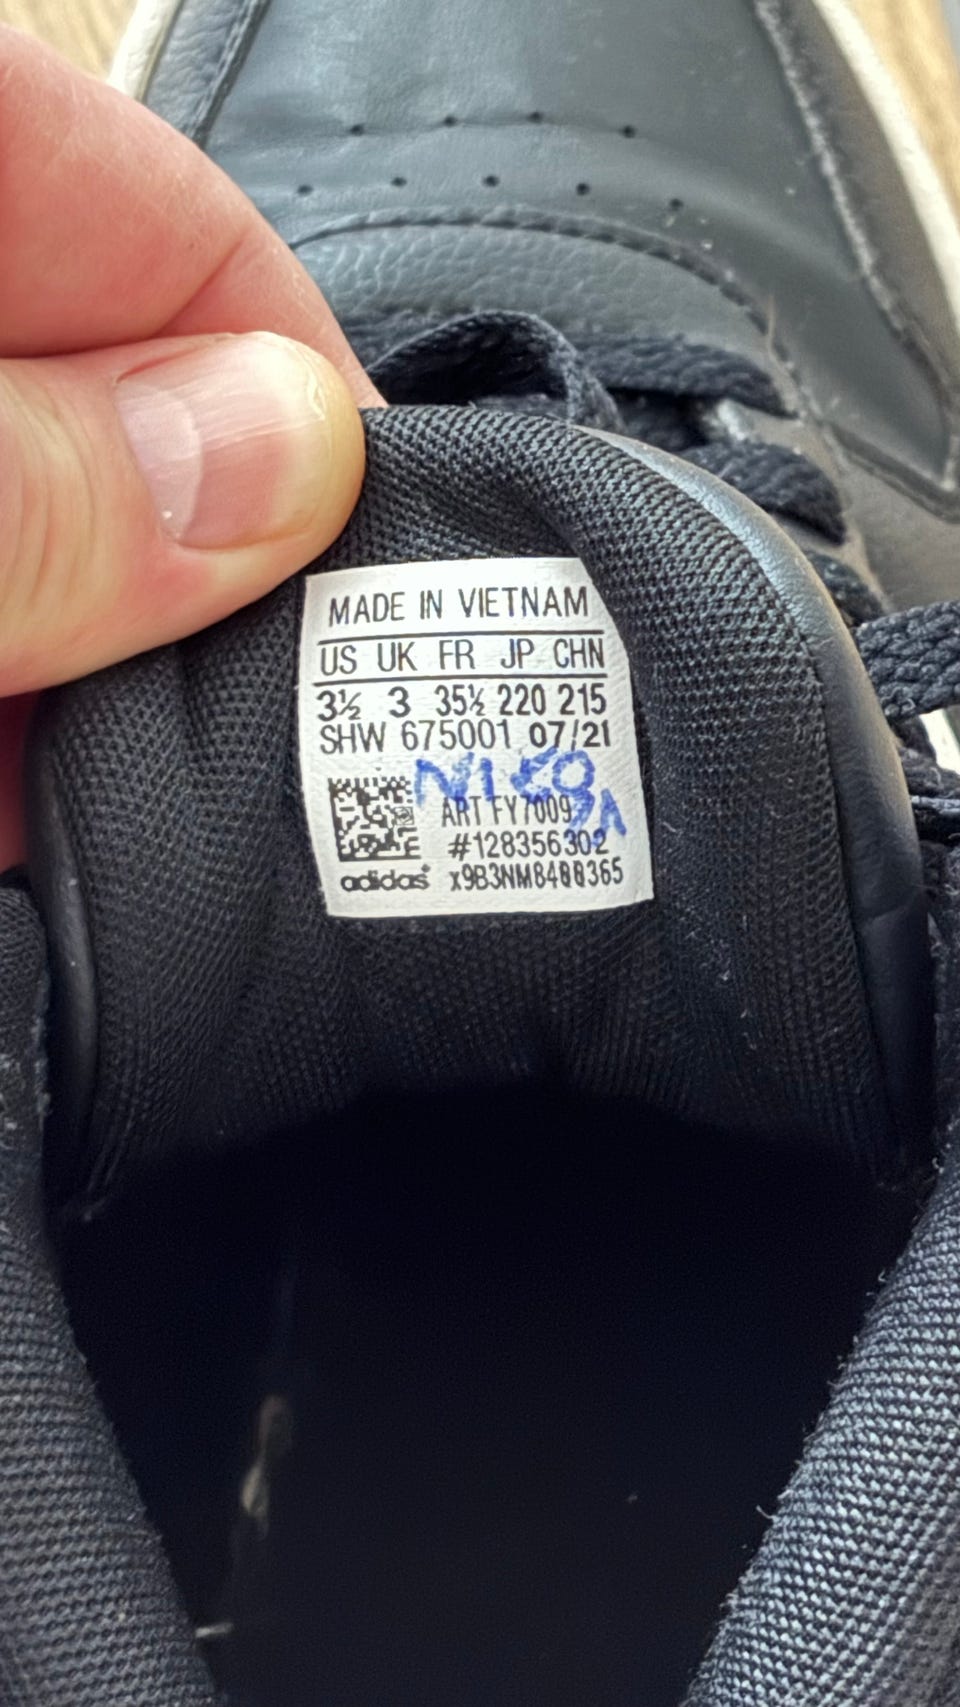 MADE IN VIETNAM
US UK FR JP CHN
3½ 3 35½ 220 215
SHW 675001 07/21
NICO
9A
ART FY7009
#128356302
adidas